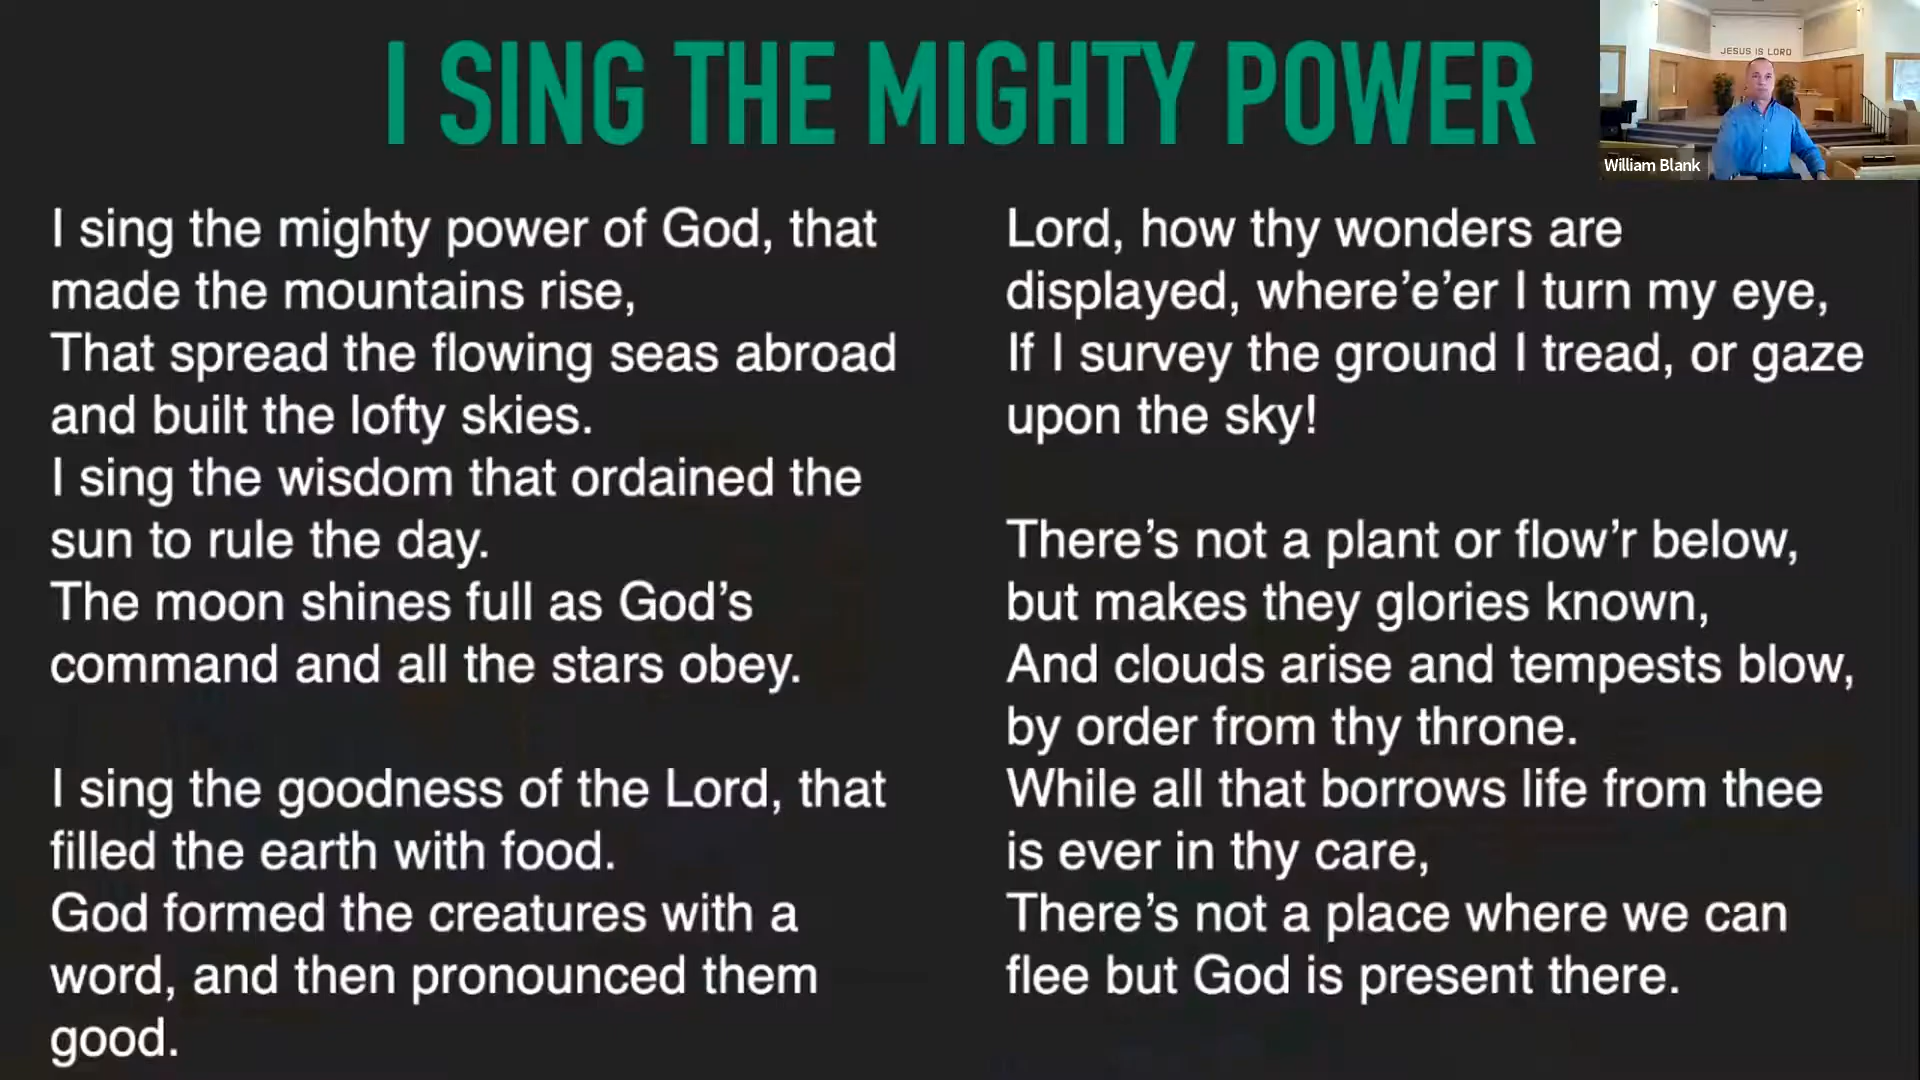 I SING THE MIGHTY POWER
JESUS IS LORD
William Blank
I sing the mighty power of God, that
made the mountains rise,
That spread the flowing seas abroad
and built the lofty skies.
I sing the wisdom that ordained the
sun to rule the day.
The moon shines full as God’s
command and all the stars obey.
I sing the goodness of the Lord, that
filled the earth with food.
God formed the creatures with a
word, and then pronounced them
good.
Lord, how thy wonders are
displayed, where’e’er I turn my eye,
If I survey the ground I tread, or gaze
upon the sky!
There’s not a plant or flow’r below,
but makes they glories known,
And clouds arise and tempests blow,
by order from thy throne.
While all that borrows life from thee
is ever in thy care,
There’s not a place where we can
flee but God is present there.